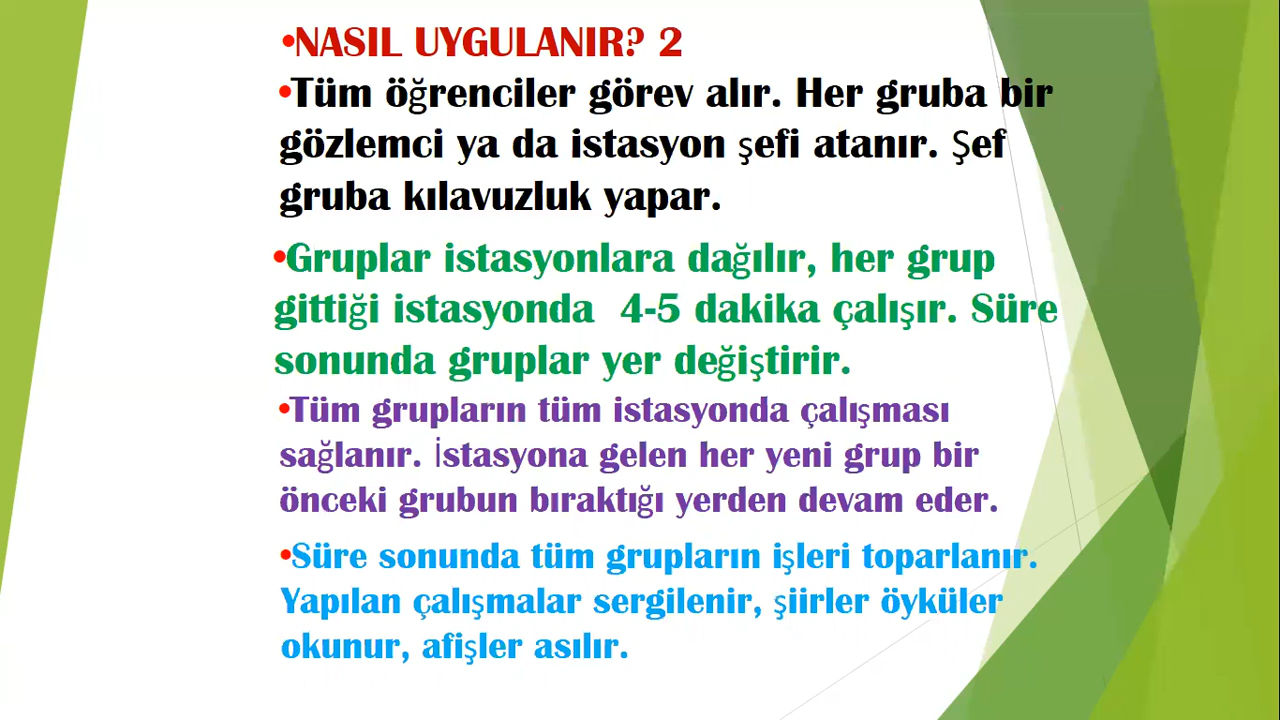 •NASIL UYGULANIR? 2
•Tüm öğrenciler görev alır. Her gruba bir
gözlemci ya da istasyon şefi atanır. Şef
gruba kılavuzluk yapar.
•Gruplar istasyonlara dağılır, her grup
gittiği istasyonda  4-5 dakika çalışır. Süre
sonunda gruplar yer değiştirir.
•Tüm grupların tüm istasyonda çalışması
sağlanır. İstasyona gelen her yeni grup bir
önceki grubun bıraktığı yerden devam eder.
•Süre sonunda tüm grupların işleri toparlanır.
Yapılan çalışmalar sergilenir, şiirler öyküler
okunur, afişler asılır.